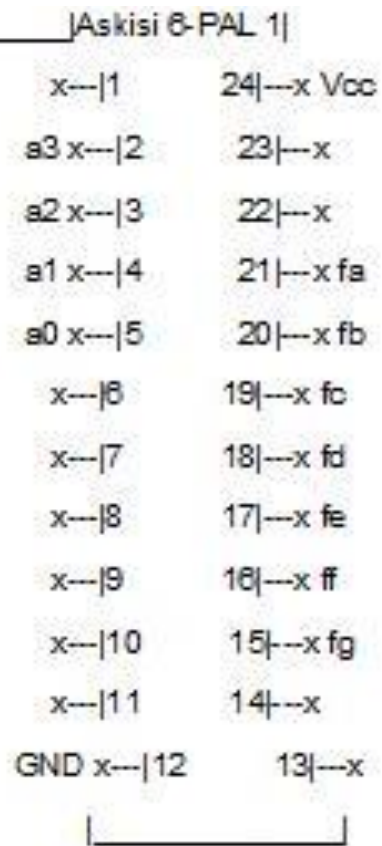 |Askisi 6-PAL 1|
x---|1 24|---x Vcc
a3 x---|2 23|---x
a2 x---|3 22|---x
a1 x---|4 21|---x fa
a0 x---|5 20|---x fb
x---|6 19|---x fc
x---|7 18|---x fd
x---|8 17|---x fe
x---|9 16|---x ff
x---|10 15|---x fg
x---|11 14|---x
GND x---|12 13|---x
|______________|